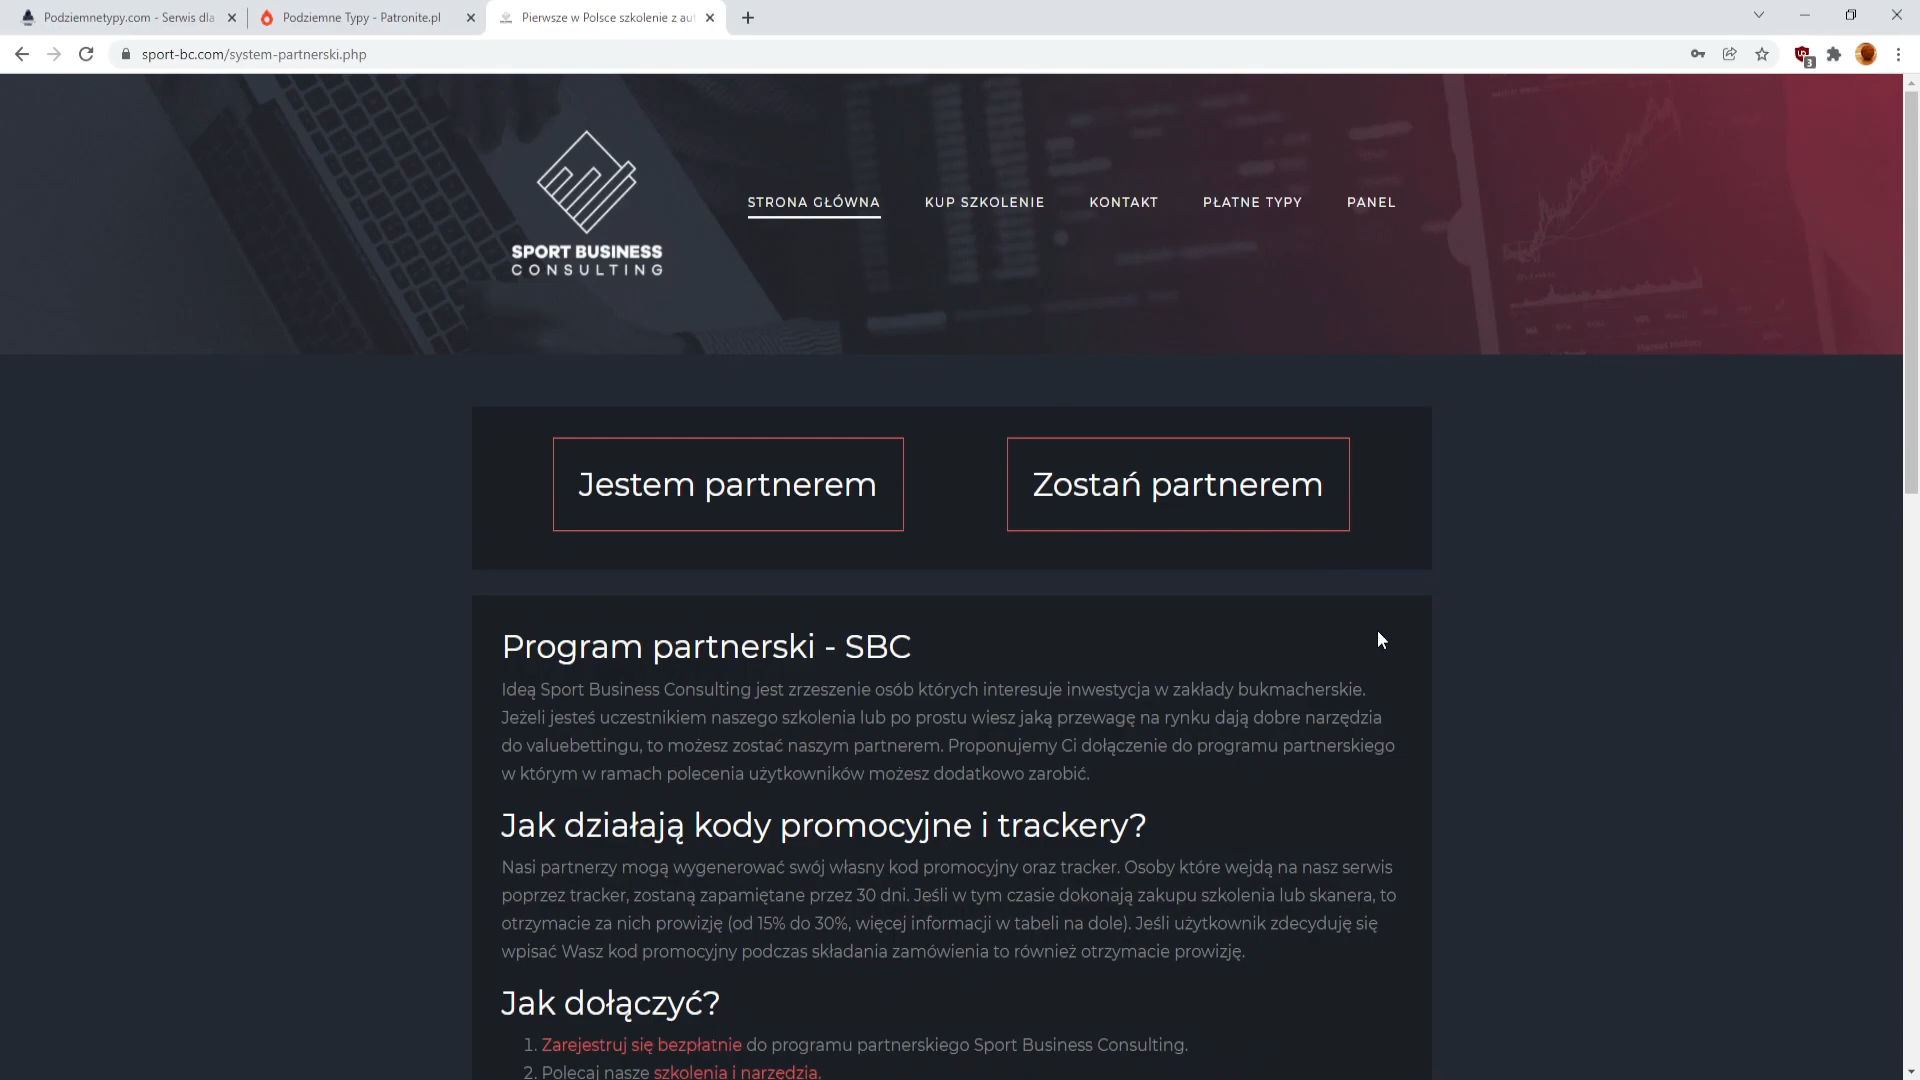 Podziemnetypy.com - Serwis dla
Podziemne Typy - Patronite.pl
Pierwsze w Polsce szkolenie z aut
sport-bc.com/system-partnerski.php
3
SPORT BUSINESS
CONSULTING
STRONA GŁÓWNA
KUP SZKOLENIE
KONTAKT
PŁATNE TYPY
PANEL
Jestem partnerem
Zostań partnerem
Program partnerski - SBC
Ideą Sport Business Consulting jest zrzeszenie osób których interesuje inwestycja w zakłady bukmacherskie.
Jeżeli jesteś uczestnikiem naszego szkolenia lub po prostu wiesz jaką przewagę na rynku dają dobre narzędzia
do valuebettingu, to możesz zostać naszym partnerem. Proponujemy Ci dołączenie do programu partnerskiego
w którym w ramach polecenia użytkowników możesz dodatkowo zarobić.
Jak działają kody promocyjne i trackery?
Nasi partnerzy mogą wygenerować swój własny kod promocyjny oraz tracker. Osoby które wejdą na nasz serwis
poprzez tracker, zostaną zapamiętane przez 30 dni. Jeśli w tym czasie dokonają zakupu szkolenia lub skanera, to
otrzymacie za nich prowizję (od 15% do 30%, więcej informacji w tabeli na dole). Jeśli użytkownik zdecyduję się
wpisać Wasz kod promocyjny podczas składania zamówienia to również otrzymacie prowizję.
Jak dołączyć?
1. Zarejestruj się bezpłatnie do programu partnerskiego Sport Business Consulting.
2. Polecaj nasze szkolenia i narzędzia.